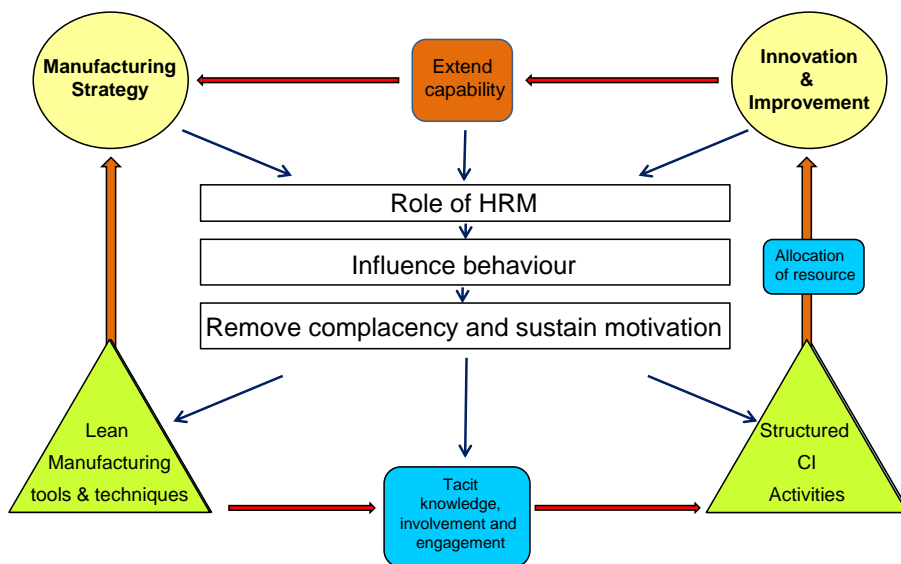 Manufacturing
Strategy
Extend
capability
Innovation
&
Improvement
Role of HRM
Influence behaviour
Allocation
of resource
Remove complacency and sustain motivation
Lean
Manufacturing
tools & techniques
Tacit
knowledge,
involvement and
engagement
Structured
CI
Activities